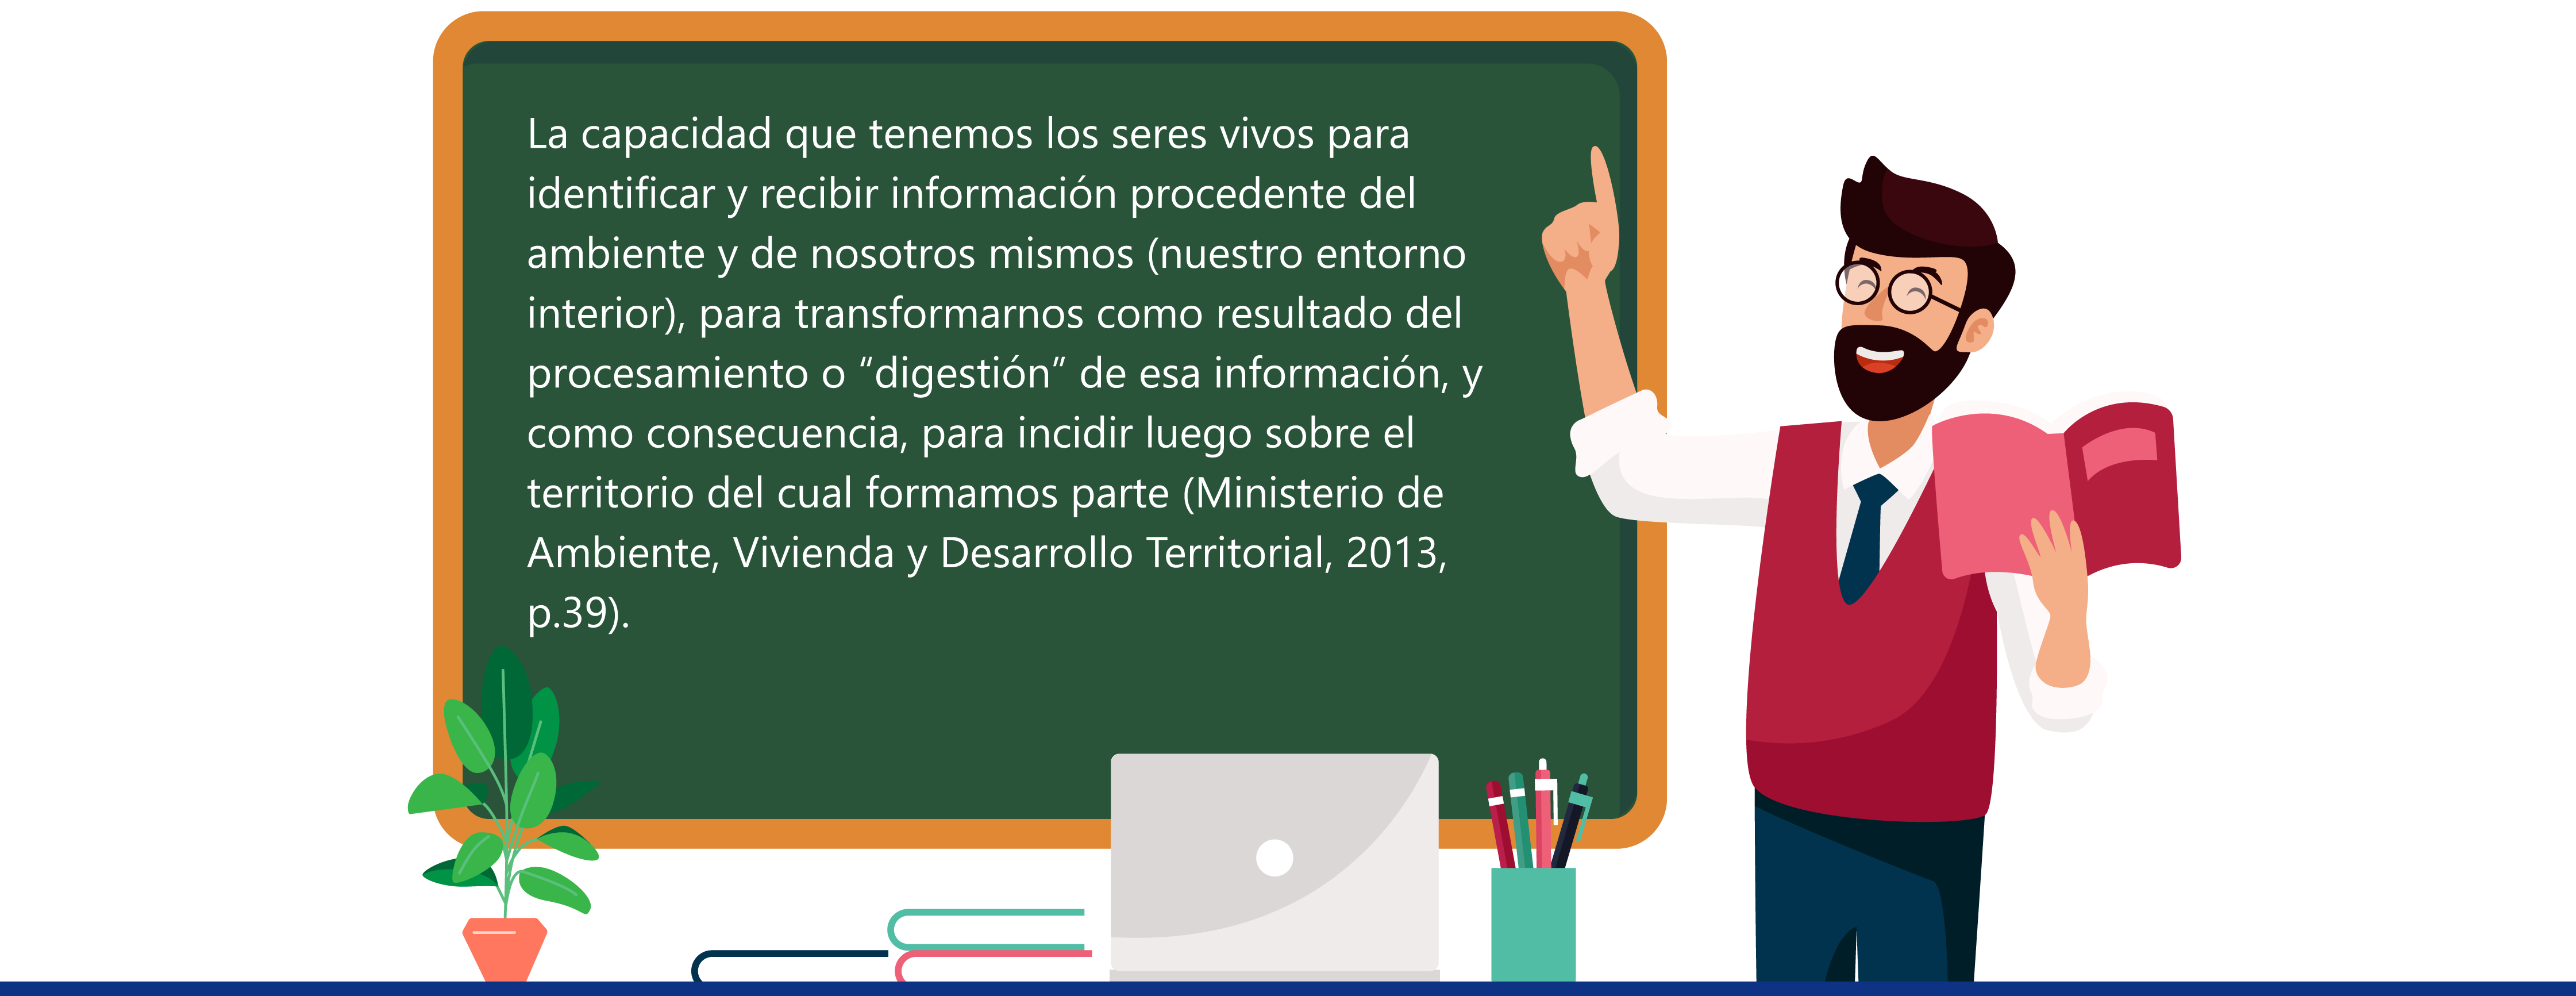 La capacidad que tenemos los seres vivos para
identificar y recibir información procedente del
ambiente y de nosotros mismos (nuestro entorno
interior), para transformarnos como resultado del
procesamiento o “digestión” de esa información, y
como consecuencia, para incidir luego sobre el
territorio del cual formamos parte (Ministerio de
Ambiente, Vivienda y Desarrollo Territorial, 2013,
p.39).